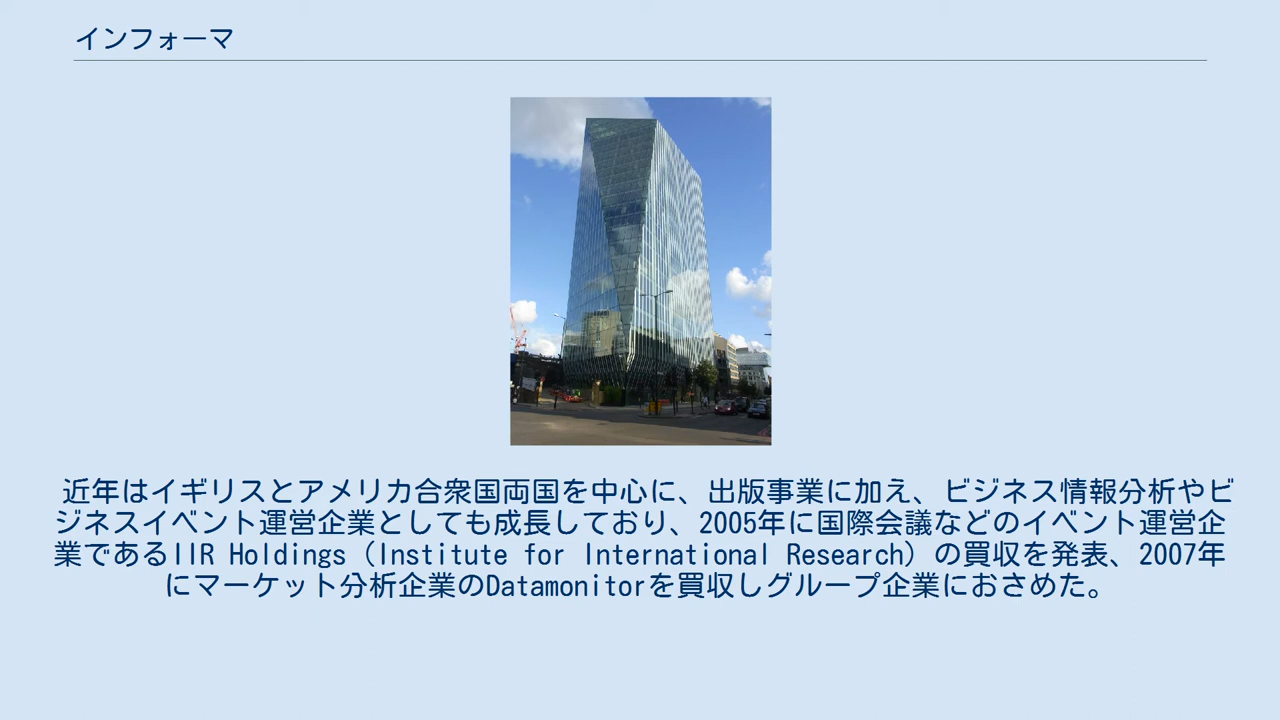 インフォーマ
近年はイギリスとアメリカ合衆国両国を中心に、出版事業に加え、ビジネス情報分析やビ
ジネスイベント運営企業としても成長しており、2005年に国際会議などのイベント運営企
業であるIIR Holdings（Institute for International Research）の買収を発表、2007年
にマーケット分析企業のDatamonitorを買収しグループ企業におさめた。